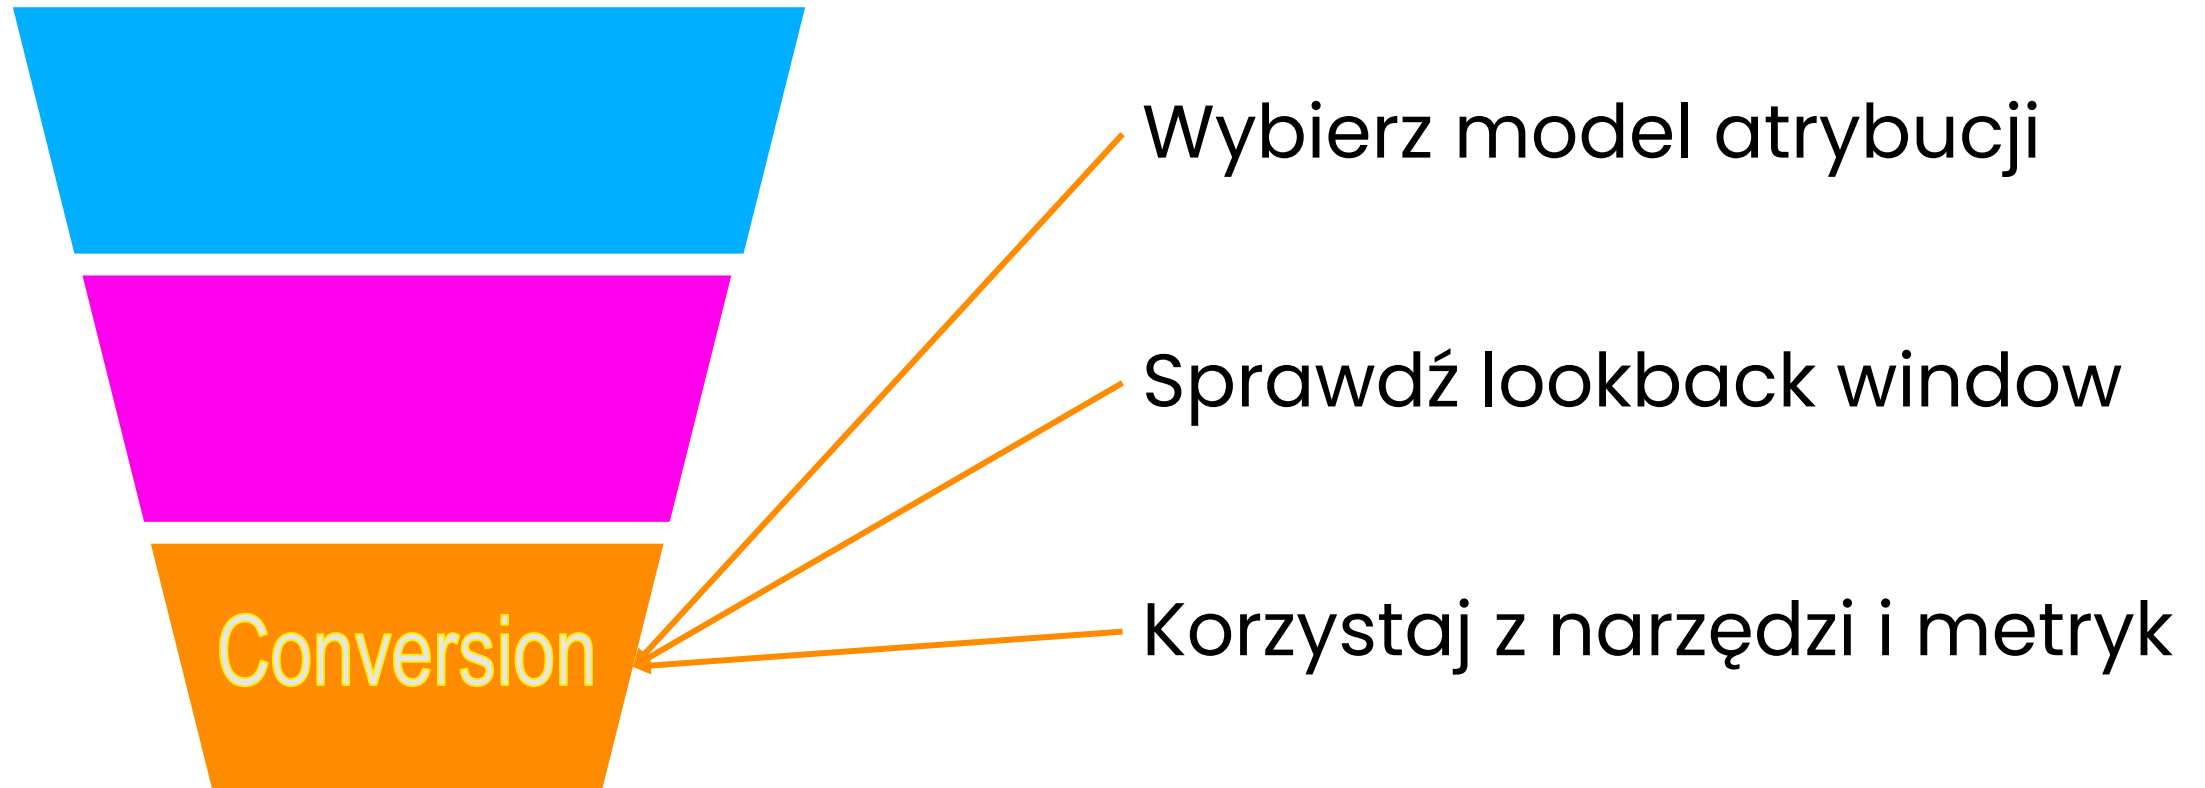 Wybierz model atrybucji
Sprawdź lookback window
Korzystaj z narzędzi i metryk
Conversion